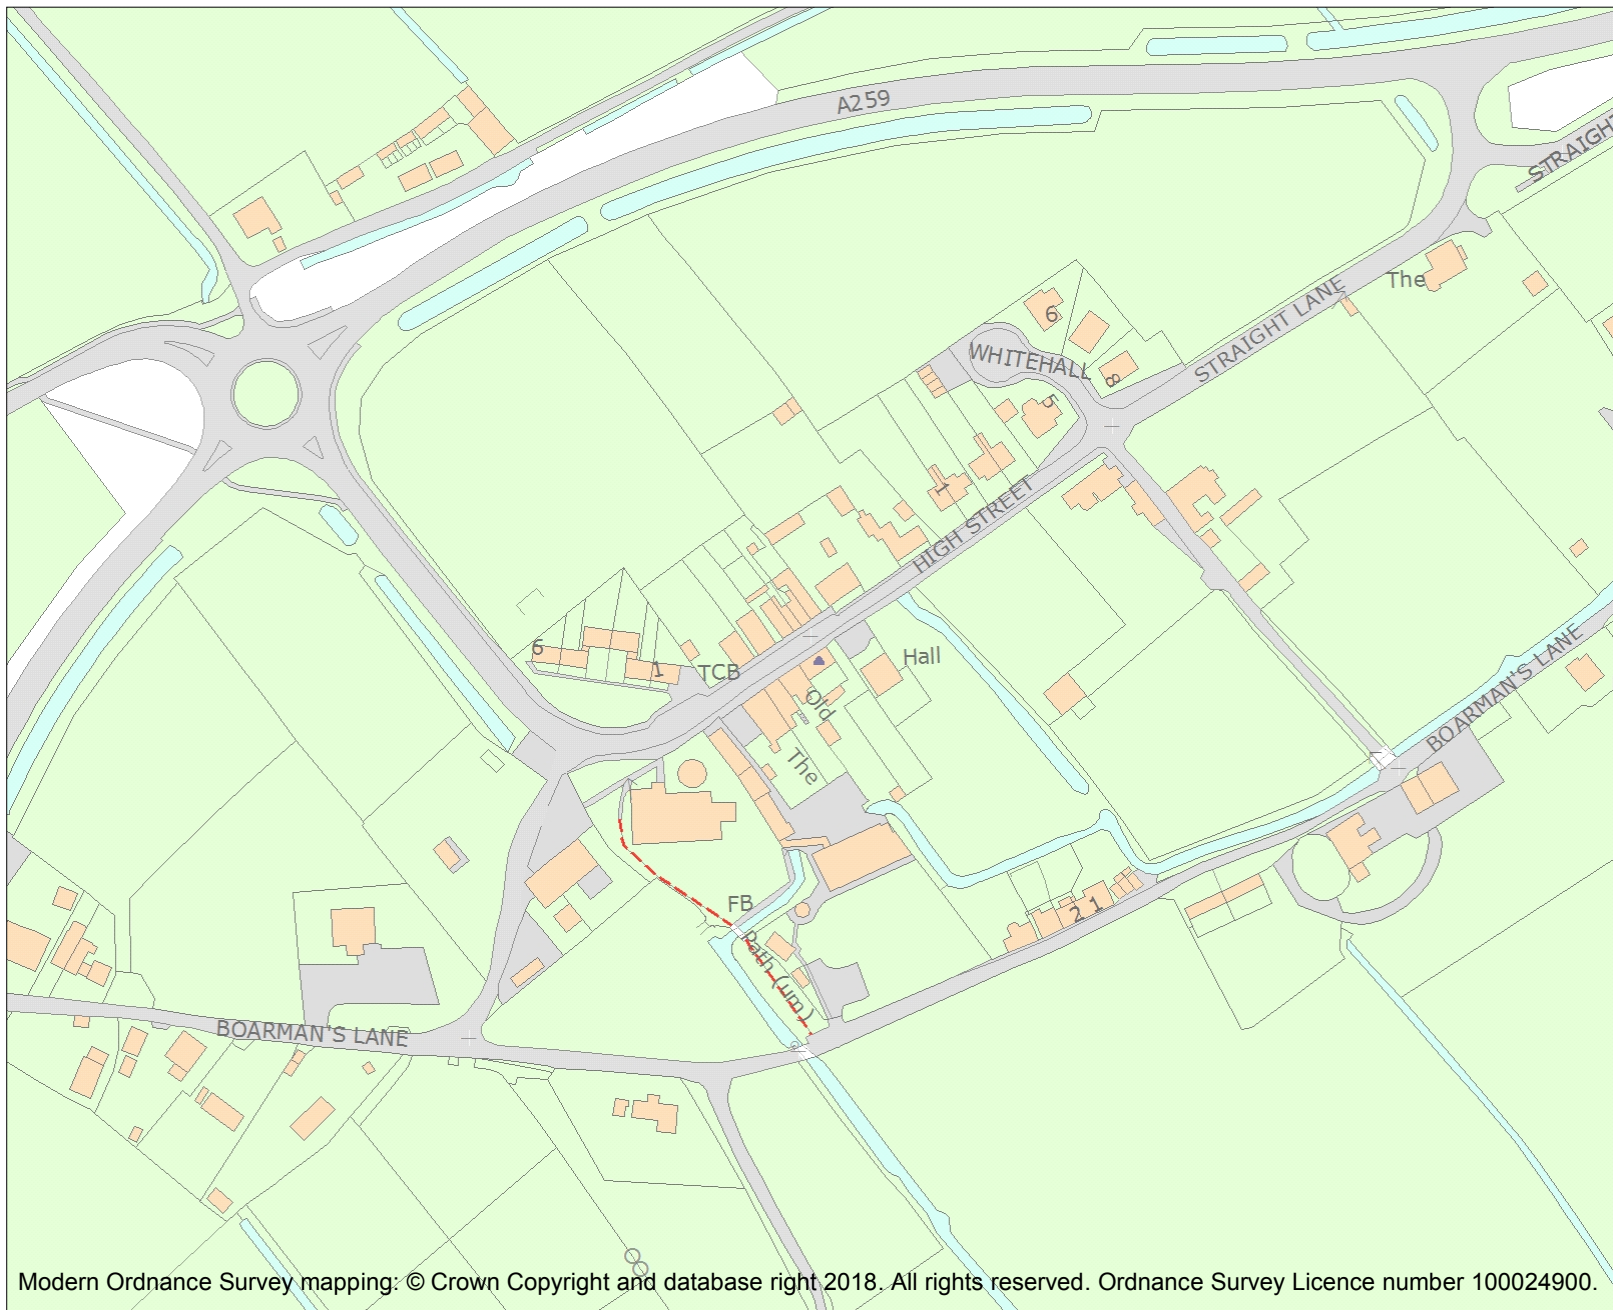 A259
STRAIGHT
The
STRAIGHT LANE
6
WHITEHALL
8
5
1
HIGH STREET
6
1
TCB
Hall
Old
The
BOARMAN'S LANE
FB
2 1
Path (um)
BOARMAN'S LANE
Modern Ordnance Survey mapping: © Crown Copyright and database right 2018. All rights reserved. Ordnance Survey Licence number 100024900.